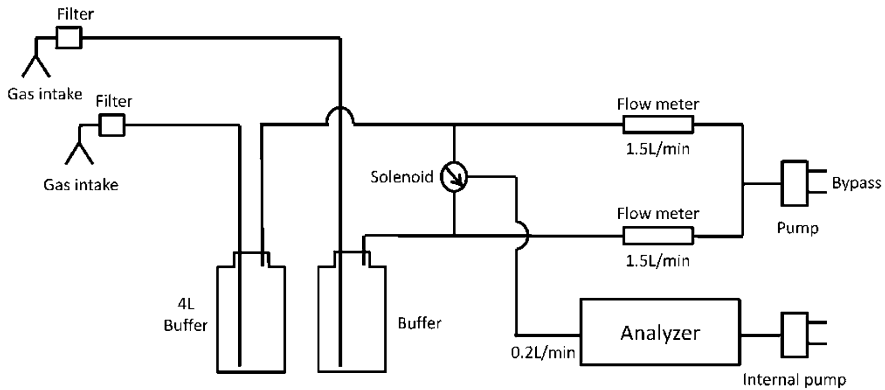 Filter
Gas intake
Filter
Gas intake
Flow meter
1.5L/min
Solenoid
Bypass
Pump
Flow meter
1.5L/min
4L
Buffer
Buffer
Analyzer
0.2L/min
Internal pump